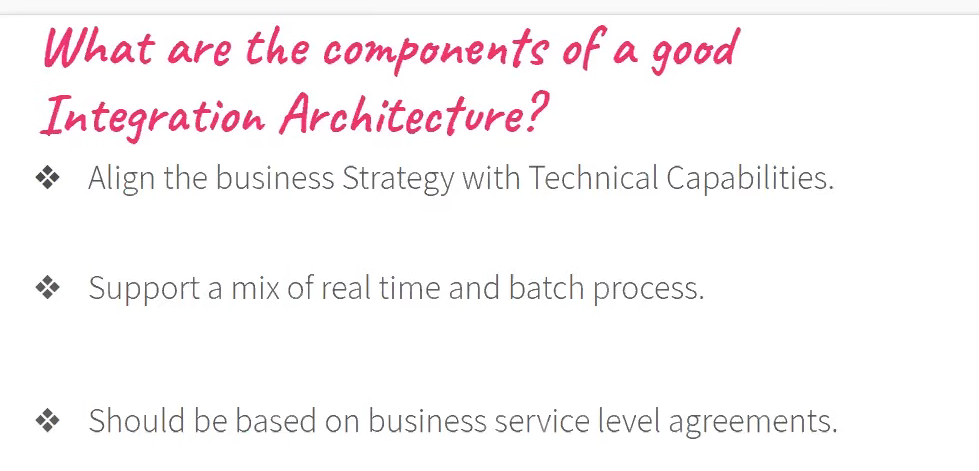 What are the components of a good
Integration Architecture?
❖ Align the business Strategy with Technical Capabilities.
❖ Support a mix of real time and batch process.
❖ Should be based on business service level agreements.